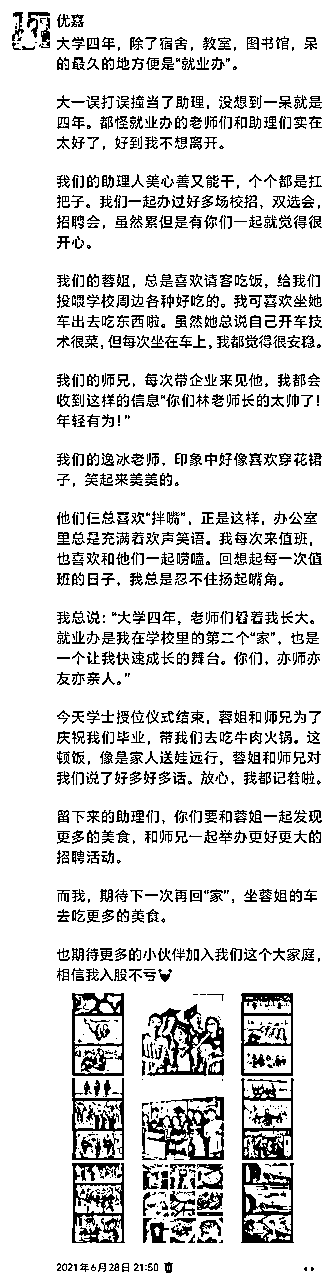 优嘉
大学四年，除了宿舍，教室，图书馆，呆
的最久的地方便是“就业办”。
大一误打误撞当了助理，没想到一呆就是
四年。都怪就业办的老师们和助理们实在
太好了，好到我不想离开。
我们的助理人美心善又能干，个个都是扛
把子。我们一起办过好多场校招，双选会，
招聘会，虽然累但是有你们一起就觉得很
开心。
我们的蓉姐，总是喜欢请客吃饭，给我们
投喂学校周边各种好吃的。我可喜欢坐她
车出去吃东西啦。虽然她总说自己开车技
术很菜，但每次坐在车上，我都觉得很安稳。
我们的师兄，每次带企业来见他，我都会
收到这样的信息“你们林老师长的太帅了！
年轻有为！”
我们的逸冰老师，印象中好像喜欢穿花裙
子，笑起来美美的。
他们仨总喜欢“拌嘴”，正是这样，办公室
里总是充满着欢声笑语。我每次来值班，
也喜欢和他们一起唠嗑。回想起每一次值
班的日子，我总是忍不住扬起嘴角。
我总说：“大学四年，老师们看着我长大。
就业办是我在学校里的第二个“家”，也是
一个让我快速成长的舞台。你们，亦师亦
友亦亲人。”
今天学士授位仪式结束，蓉姐和师兄为了
庆祝我们毕业，带我们去吃牛肉火锅。这
顿饭，像是家人送娃远行，蓉姐和师兄对
我们说了好多好多话。放心，我都记着啦。
留下来的助理们，你们要和蓉姐一起发现
更多的美食，和师兄一起举办更好更大的
招聘活动。
而我，期待下一次再回“家”，坐蓉姐的车
去吃更多的美食。
也期待更多的小伙伴加入我们这个大家庭，
相信我入股不亏
2021年6月28日 21:50